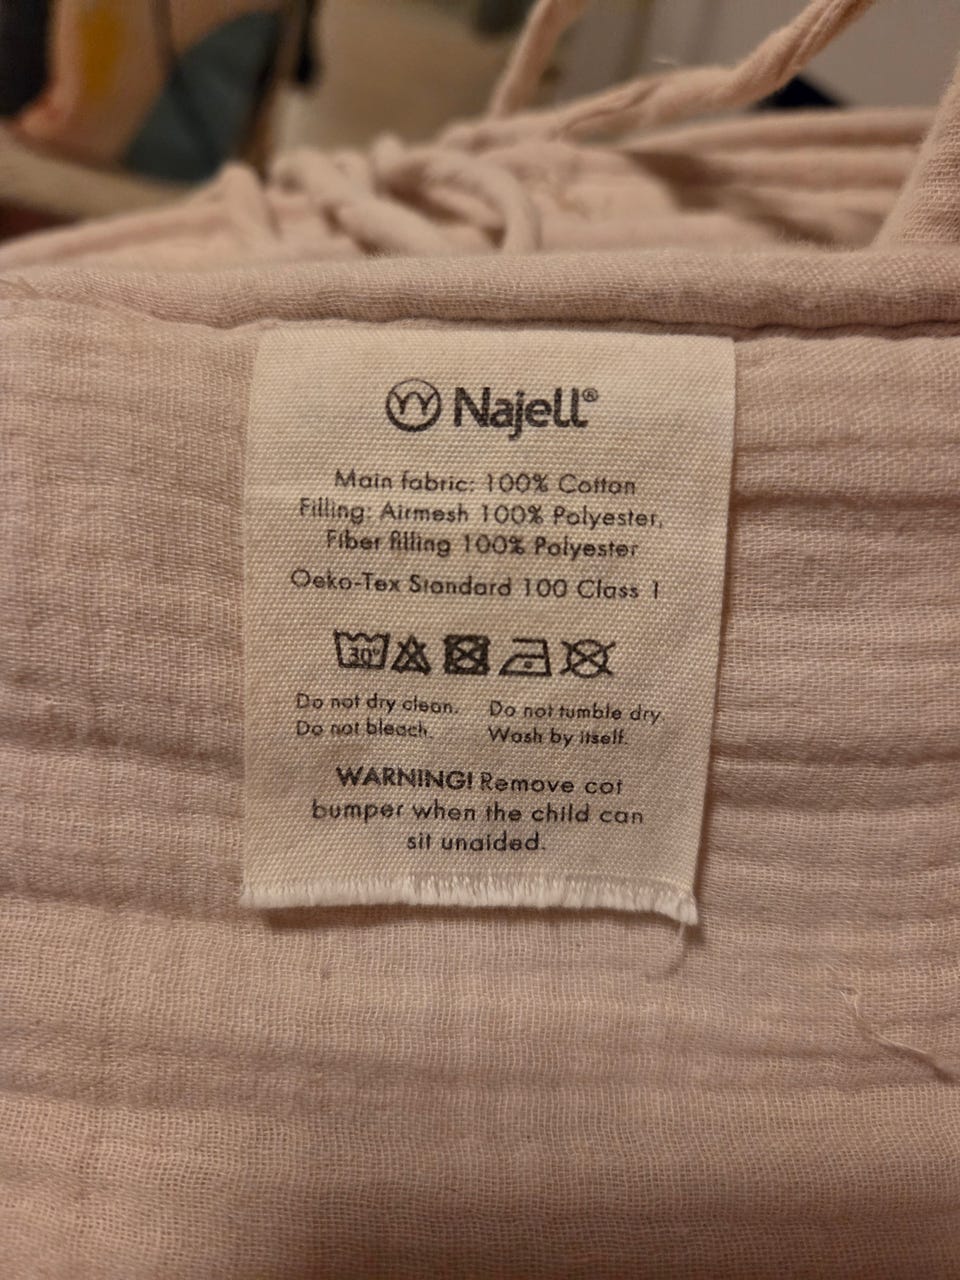 Najell®
Main fabric: 100% Cotton
Filling: Airmesh 100% Polyester,
Fiber filling 100% Polyester
Oeko-Tex Standard 100 Class 1
30°
Do not dry clean. Do not tumble dry.
Do not bleach. Wash by itself.
WARNING! Remove cot
bumper when the child can
sit unaided.